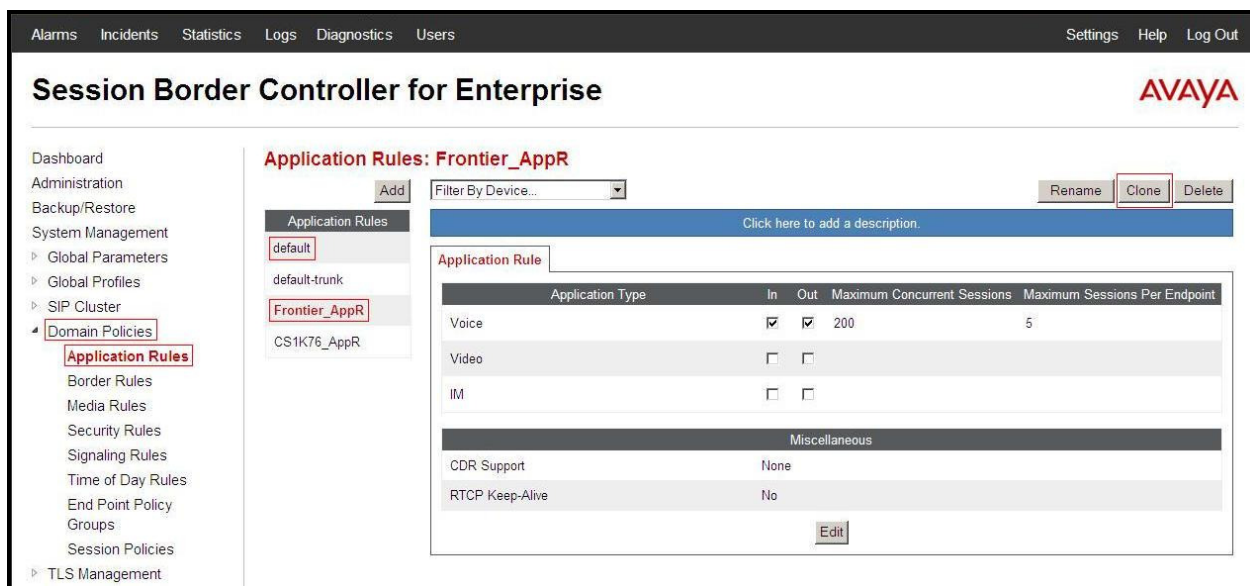 Alarms Incidents Statistics Logs Diagnostics Users Settings Help Log Out
Session Border Controller for Enterprise
AVAYA
Dashboard
Administration
Backup/Restore
System Management
Global Parameters
Global Profiles
SIP Cluster
Domain Policies
Application Rules
Border Rules
Media Rules
Security Rules
Signaling Rules
Time of Day Rules
End Point Policy
Groups
Session Policies
TLS Management
Application Rules: Frontier_AppR
Add
Filter By Device...
Rename Clone Delete
Application Rules
default
default-trunk
Frontier_AppR
CS1K76_AppR
Click here to add a description.
Application Rule
Application Type In Out Maximum Concurrent Sessions Maximum Sessions Per Endpoint
Voice 200 5
Video
IM
Miscellaneous
CDR Support None
RTCP Keep-Alive No
Edit